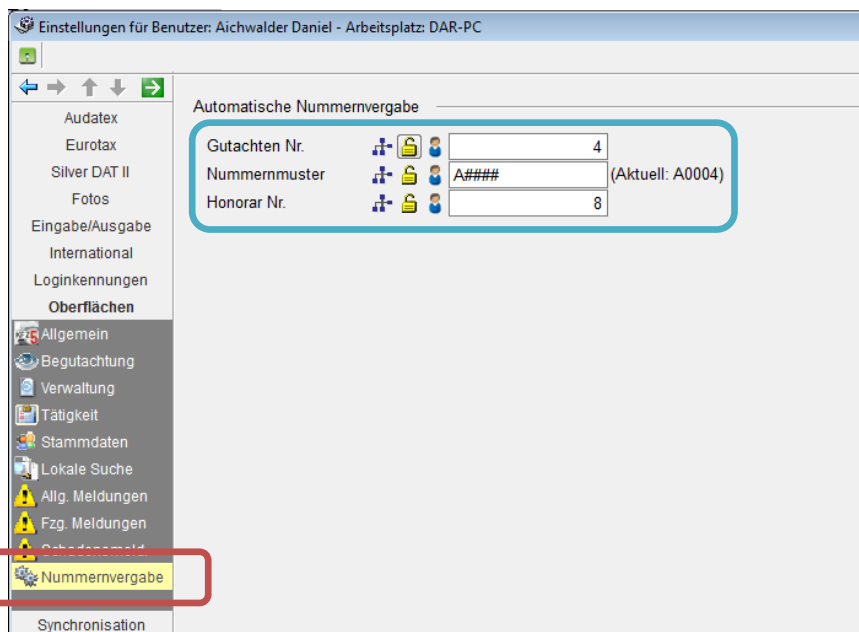 Einstellungen für Benutzer: Aichwalder Daniel - Arbeitsplatz: DAR-PC
Audatex
Eurotax
Silver DAT II
Fotos
Eingabe/Ausgabe
International
Loginkennungen
Oberflächen
Allgemein
Begutachtung
Verwaltung
Tätigkeit
Stammdaten
Lokale Suche
Allg. Meldungen
Fzg. Meldungen
Nummernvergabe
Synchronisation
Automatische Nummernvergabe
Gutachten Nr. 4
Nummernmuster A#### (Aktuell: A0004)
Honorar Nr. 8